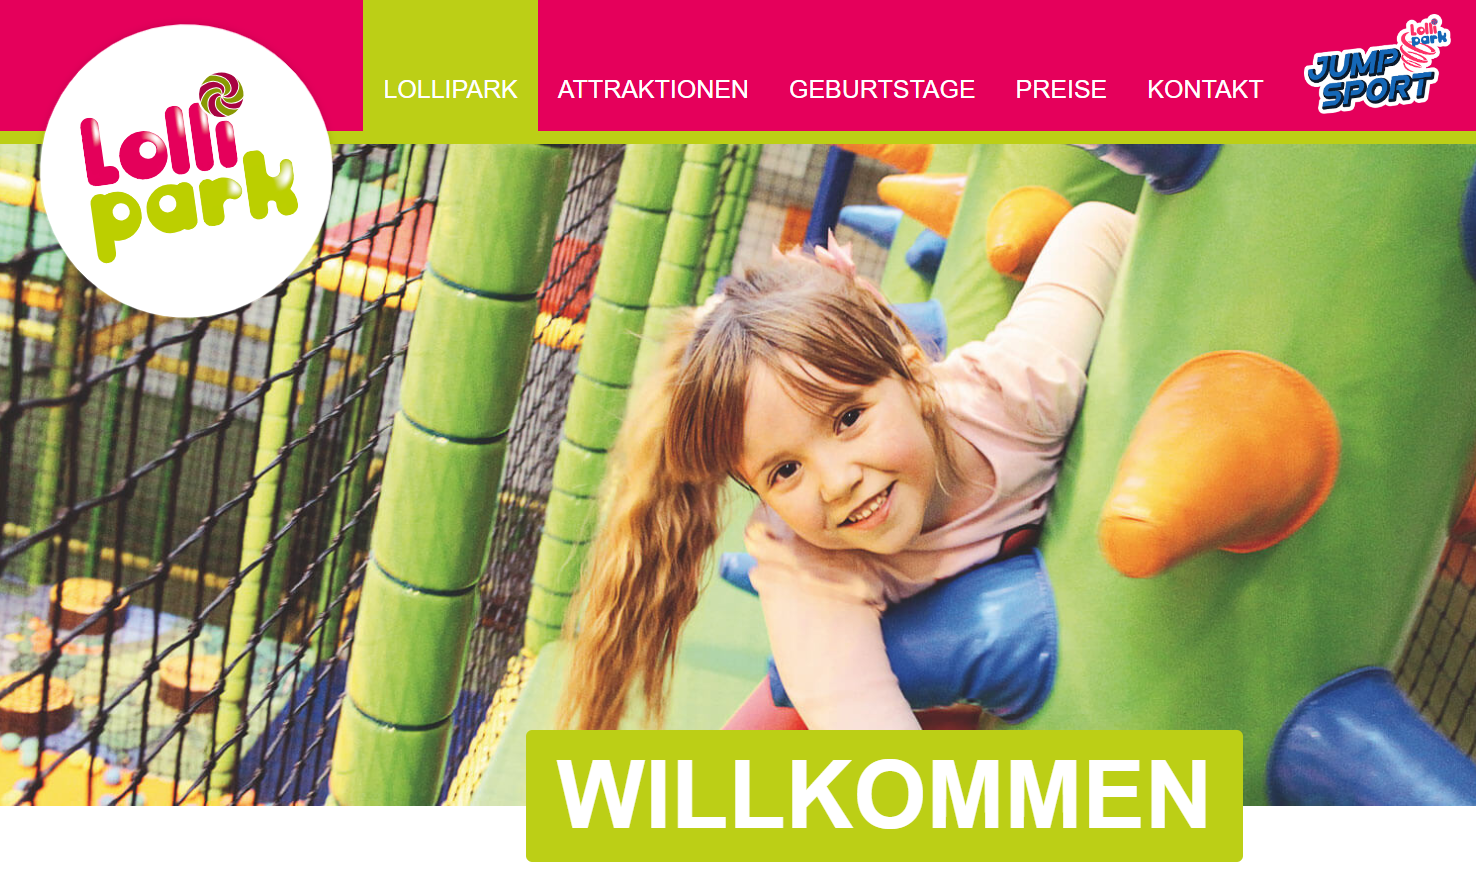 Lolli
park
LOLLIPARK
ATTRAKTIONEN
GEBURTSTAGE
PREISE
KONTAKT
Lolli
park
JUMP
SPORT
WILLKOMMEN